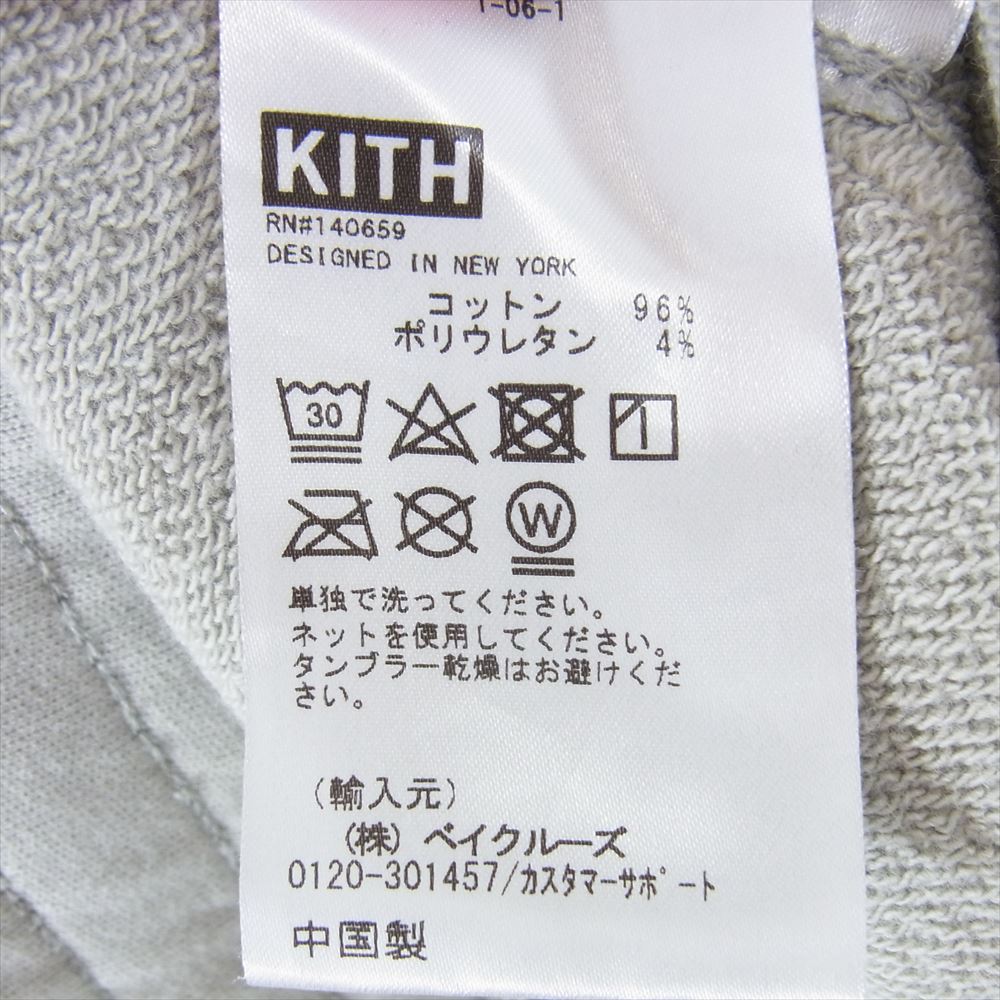 1-06-1
KITH
RN#140659
DESIGNED IN NEW YORK
コットン 96%
ポリウレタン 4%
30
W
単独で洗ってください。
ネットを使用してください。
タンブラー乾燥はお避けくだ
さい。
(輸入元)
(株) ベイクルーズ
0120-301457/カスタマーサポート
中国製